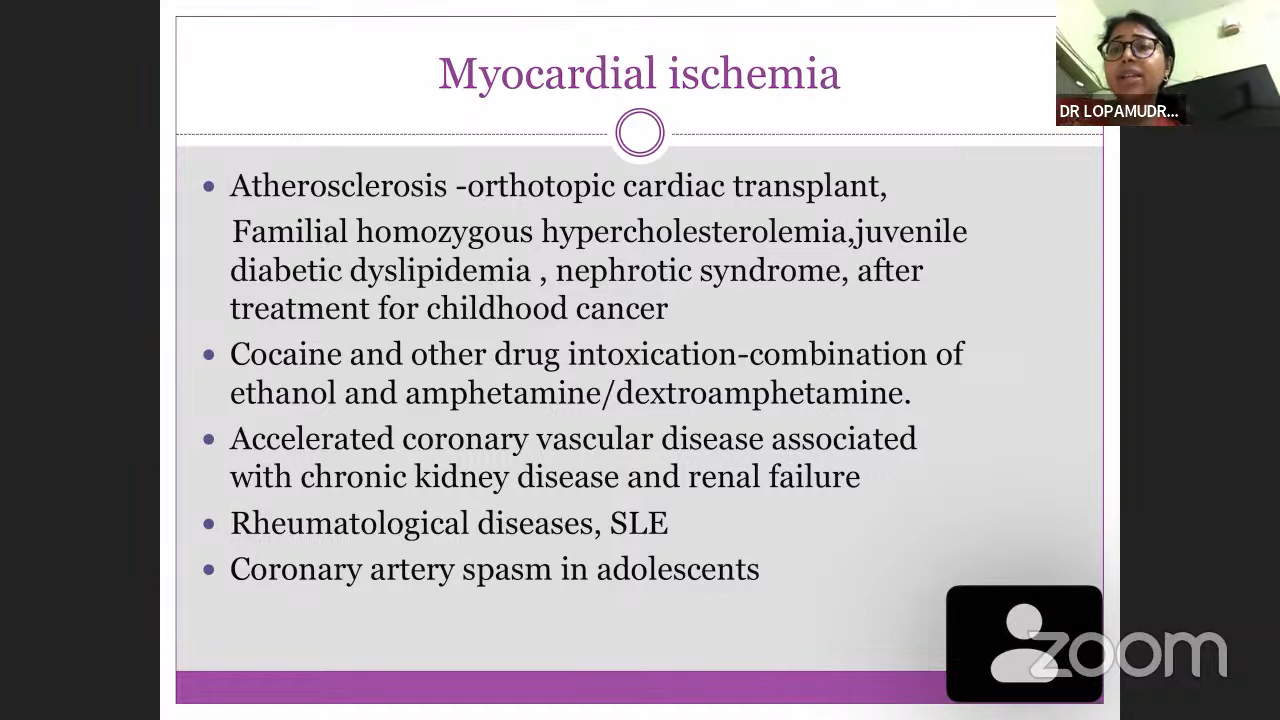 Myocardial ischemia
DR LOPAMUDR...
• Atherosclerosis -orthotopic cardiac transplant,
Familial homozygous hypercholesterolemia,juvenile
diabetic dyslipidemia , nephrotic syndrome, after
treatment for childhood cancer
• Cocaine and other drug intoxication-combination of
ethanol and amphetamine/dextroamphetamine.
• Accelerated coronary vascular disease associated
with chronic kidney disease and renal failure
• Rheumatological diseases, SLE
• Coronary artery spasm in adolescents
zoom